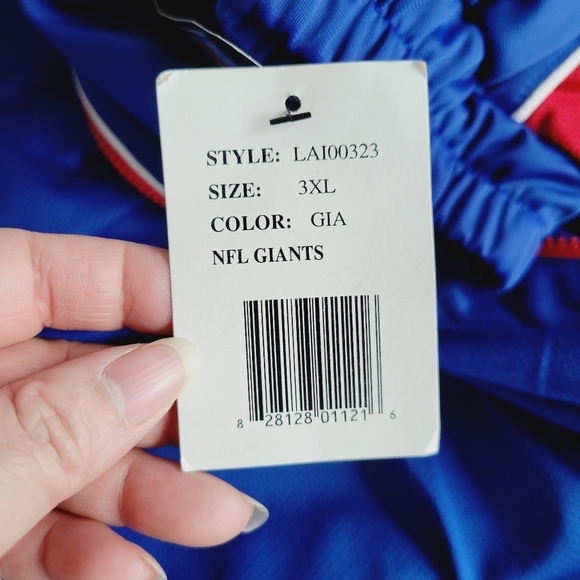 STYLE: LAI00323
SIZE: 3XL
COLOR: GIA
NFL GIANTS
8 28128 01121 6